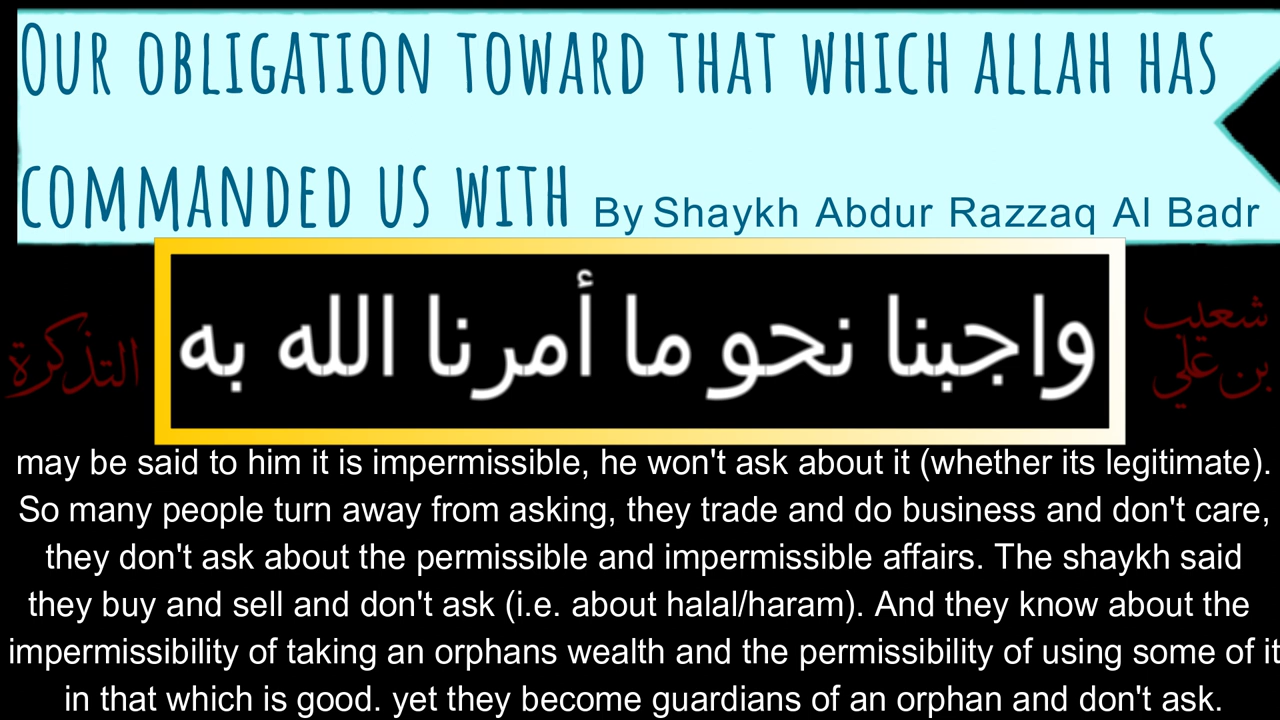 OUR OBLIGATION TOWARD THAT WHICH ALLAH HAS
COMMANDED US WITH By Shaykh Abdur Razzaq Al Badr
واجبنا نحو ما أمرنا الله به
شعيب
بن علي
التذكرة
may be said to him it is impermissible, he won't ask about it (whether its legitimate).
So many people turn away from asking, they trade and do business and don't care,
they don't ask about the permissible and impermissible affairs. The shaykh said
they buy and sell and don't ask (i.e. about halal/haram). And they know about the
impermissibility of taking an orphans wealth and the permissibility of using some of it
in that which is good. yet they become guardians of an orphan and don't ask.